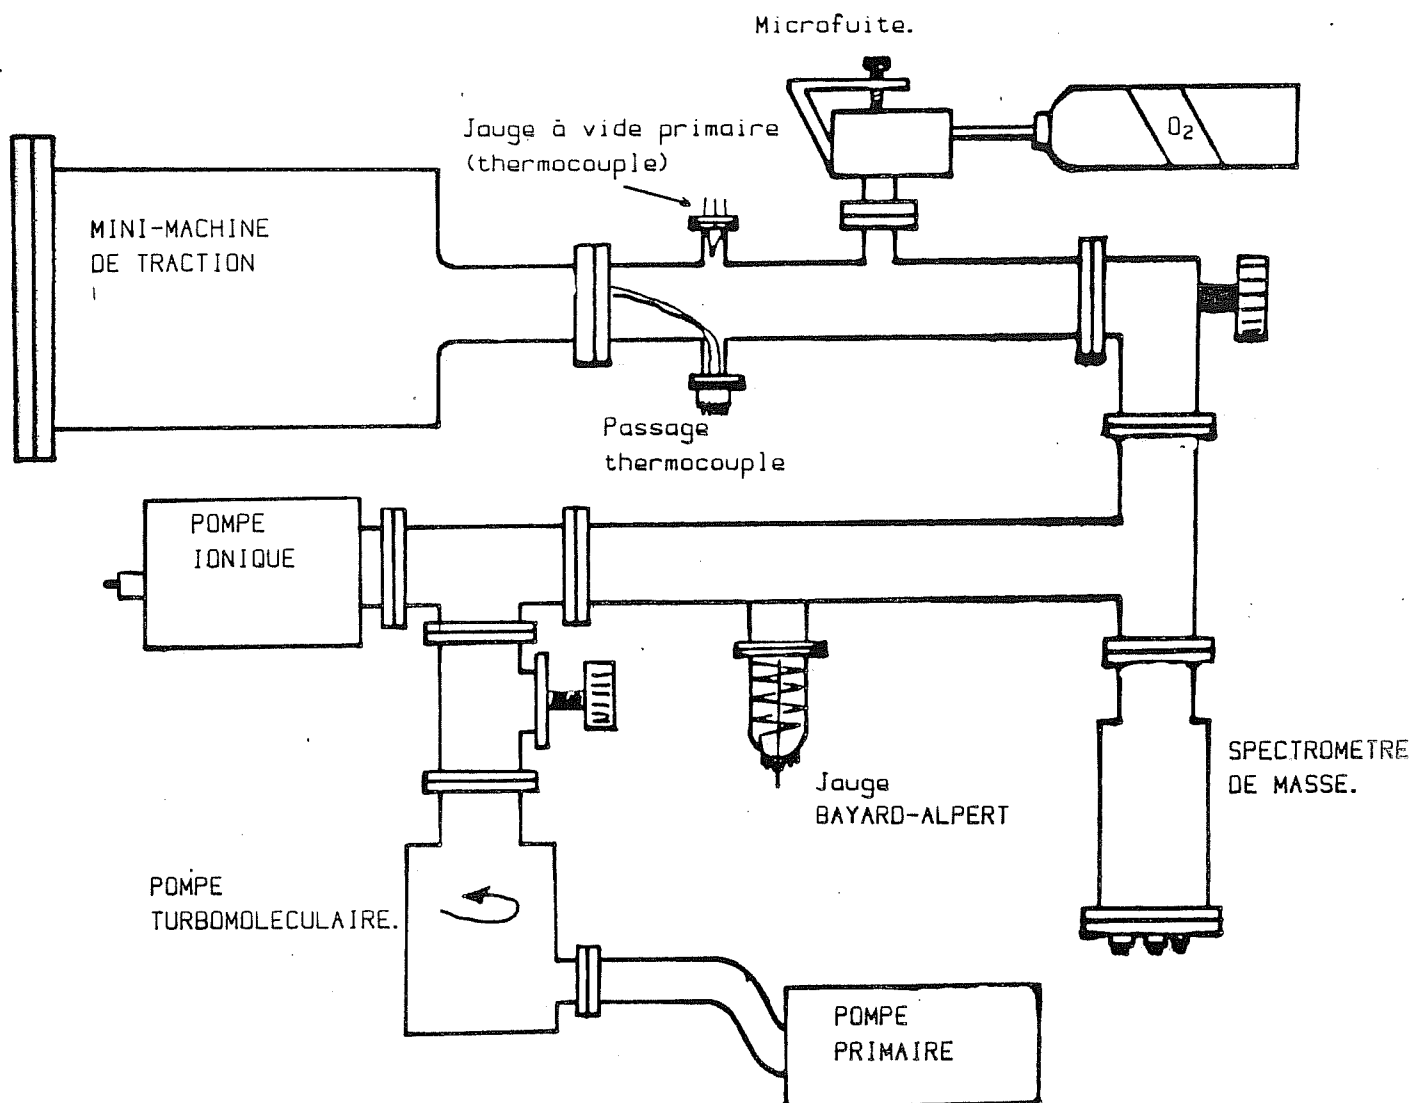 Microfuite.
Jauge à vide primaire
(thermocouple)
O2
MINI-MACHINE
DE TRACTION
Passage
thermocouple
POMPE
IONIQUE
Jauge
BAYARD-ALPERT
SPECTROMETRE
DE MASSE.
POMPE
TURBOMOLECULAIRE.
POMPE
PRIMAIRE